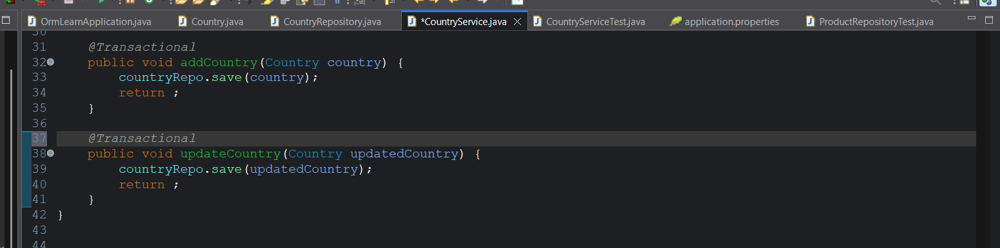 OrmLearnApplication.java
Country.java
CountryRepository.java
*CountryService.java
CountryServiceTest.java
application.properties
ProductRepositoryTest.java
30
31 @Transactional
32 public void addCountry(Country country) {
33 countryRepo.save(country);
34 return ;
35 }
36
37 @Transactional
38 public void updateCountry(Country updatedCountry) {
39 countryRepo.save(updatedCountry);
40 return ;
41 }
42 }
43
44